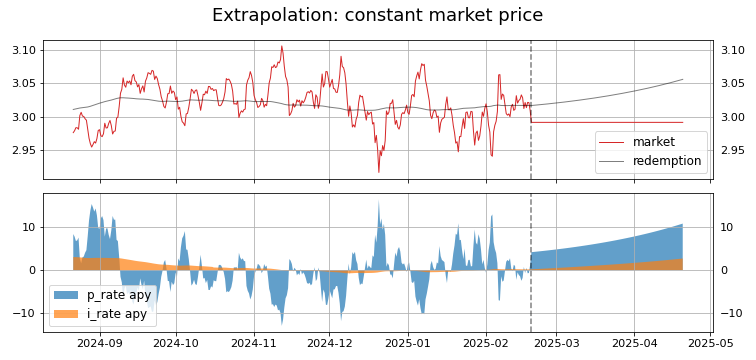 Extrapolation: constant market price
3.10 3.10
3.05 3.05
3.00 3.00
2.95 2.95
market
redemption
10 10
0 0
−10 −10
p_rate apy
i_rate apy
2024-09 2024-10 2024-11 2024-12 2025-01 2025-02 2025-03 2025-04 2025-05